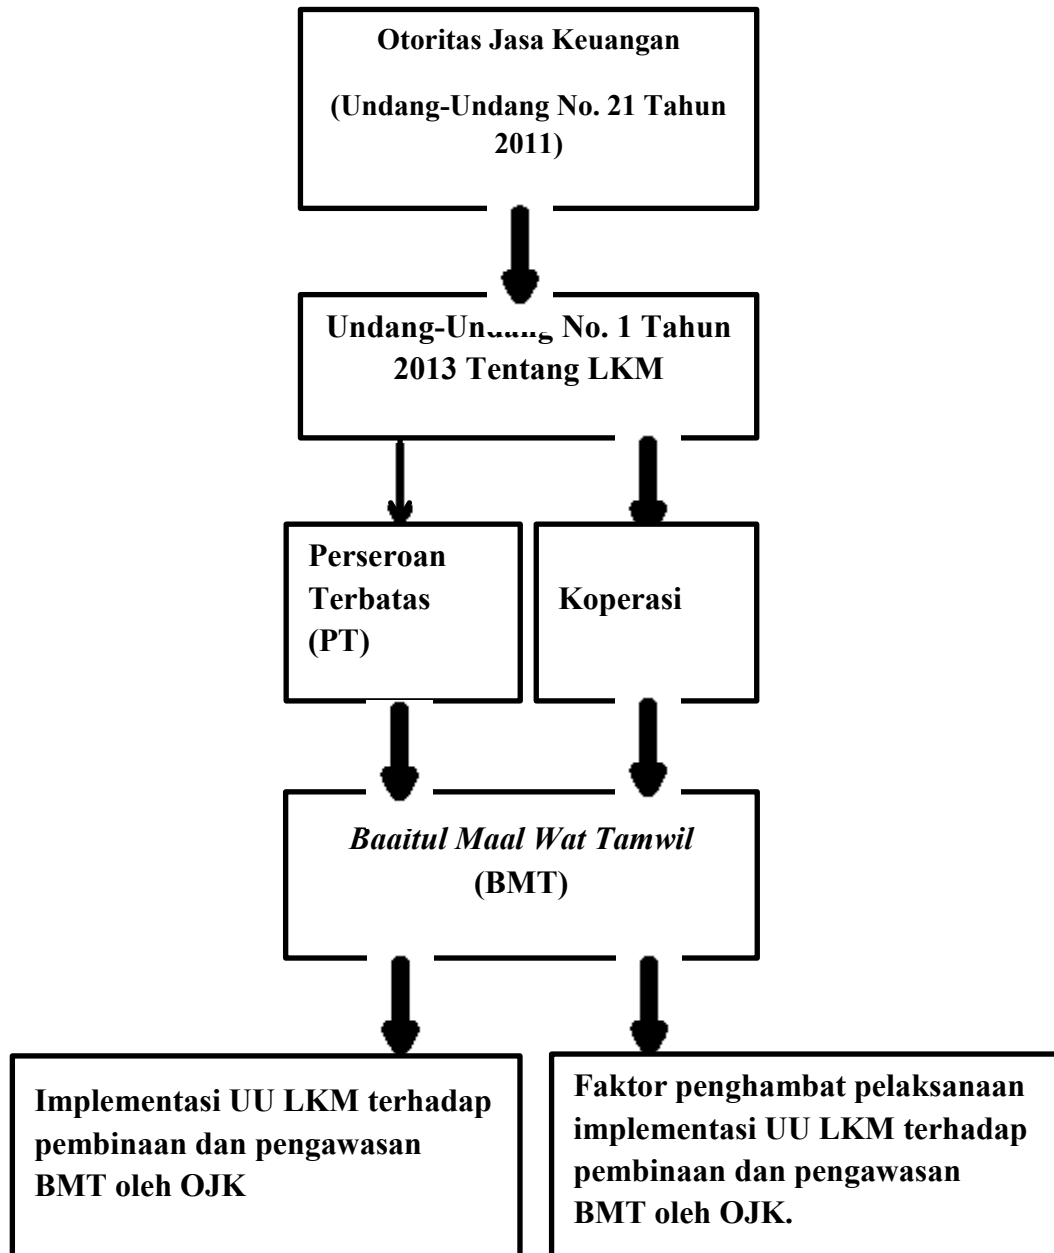 Otoritas Jasa Keuangan
(Undang-Undang No. 21 Tahun
2011)
Undang-Undang No. 1 Tahun
2013 Tentang LKM
Perseroan
Terbatas
(PT)
Koperasi
Baaitul Maal Wat Tamwil
(BMT)
Implementasi UU LKM terhadap
pembinaan dan pengawasan
BMT oleh OJK
Faktor penghambat pelaksanaan
implementasi UU LKM terhadap
pembinaan dan pengawasan
BMT oleh OJK.